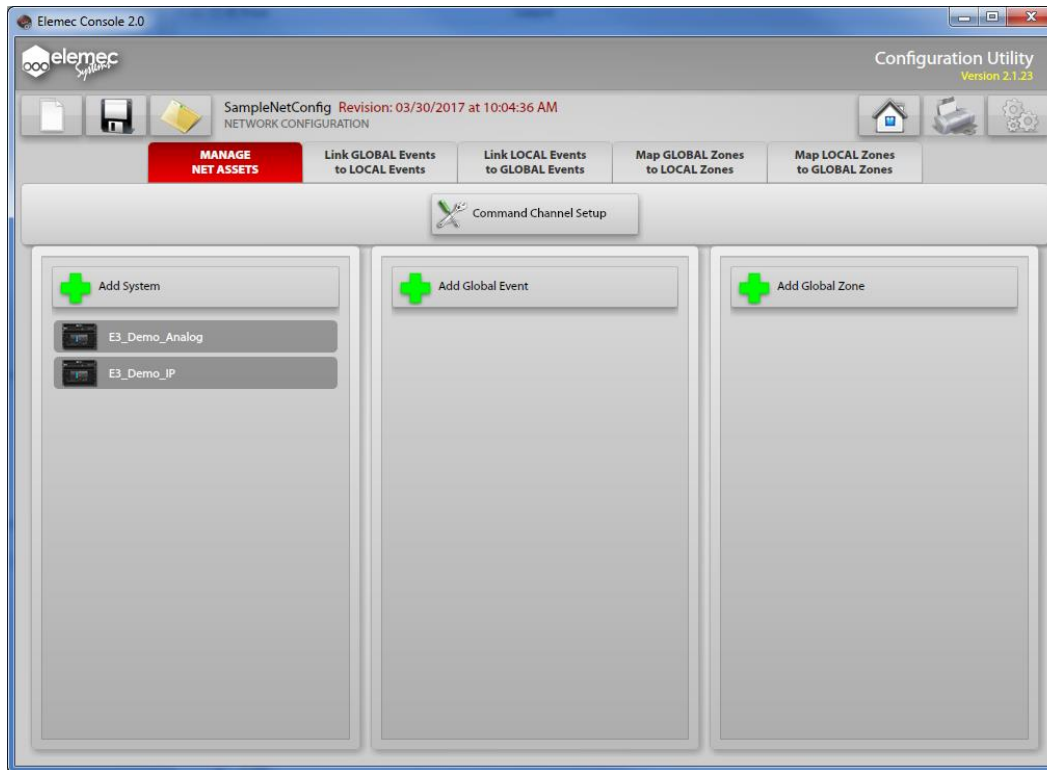 Elemec Console 2.0
elemec
Systems
Configuration Utility
Version 2.1.23
SampleNetConfig Revision: 03/30/2017 at 10:04:36 AM
NETWORK CONFIGURATION
MANAGE
NET ASSETS
Link GLOBAL Events
to LOCAL Events
Link LOCAL Events
to GLOBAL Events
Map GLOBAL Zones
to LOCAL Zones
Map LOCAL Zones
to GLOBAL Zones
Command Channel Setup
Add System
E3_Demo_Analog
E3_Demo_IP
Add Global Event
Add Global Zone